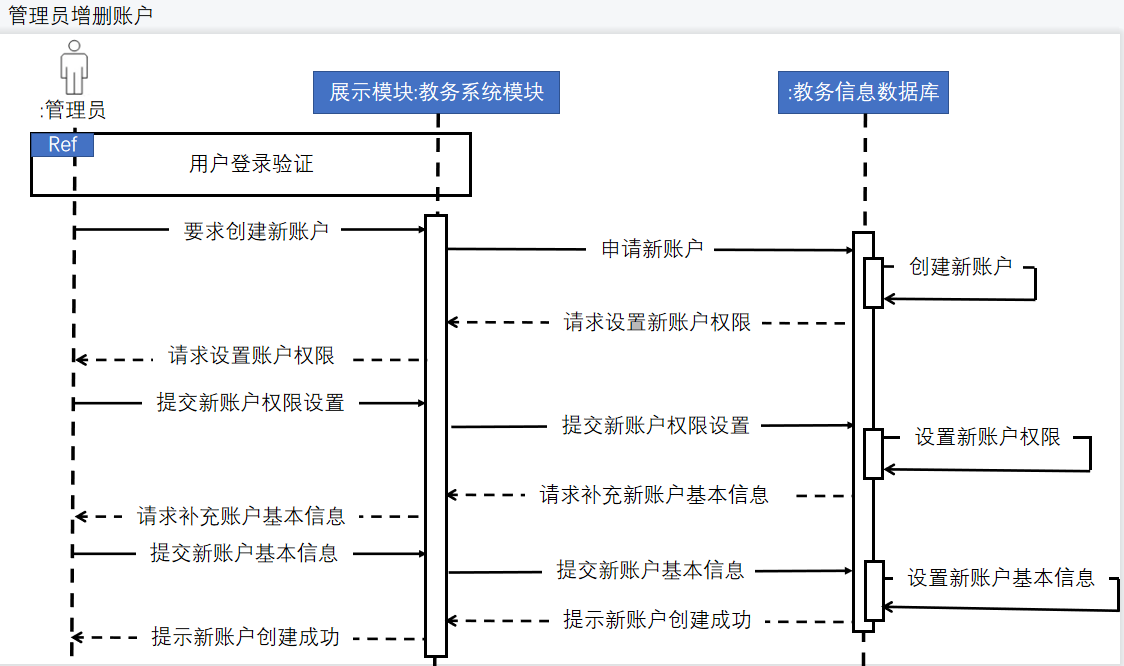 管理员增删账户
:管理员
展示模块:教务系统模块
:教务信息数据库
Ref
用户登录验证
要求创建新账户
申请新账户
创建新账户
请求设置新账户权限
请求设置账户权限
提交新账户权限设置
提交新账户权限设置
设置新账户权限
请求补充新账户基本信息
请求补充账户基本信息
提交新账户基本信息
提交新账户基本信息
设置新账户基本信息
提示新账户创建成功
提示新账户创建成功